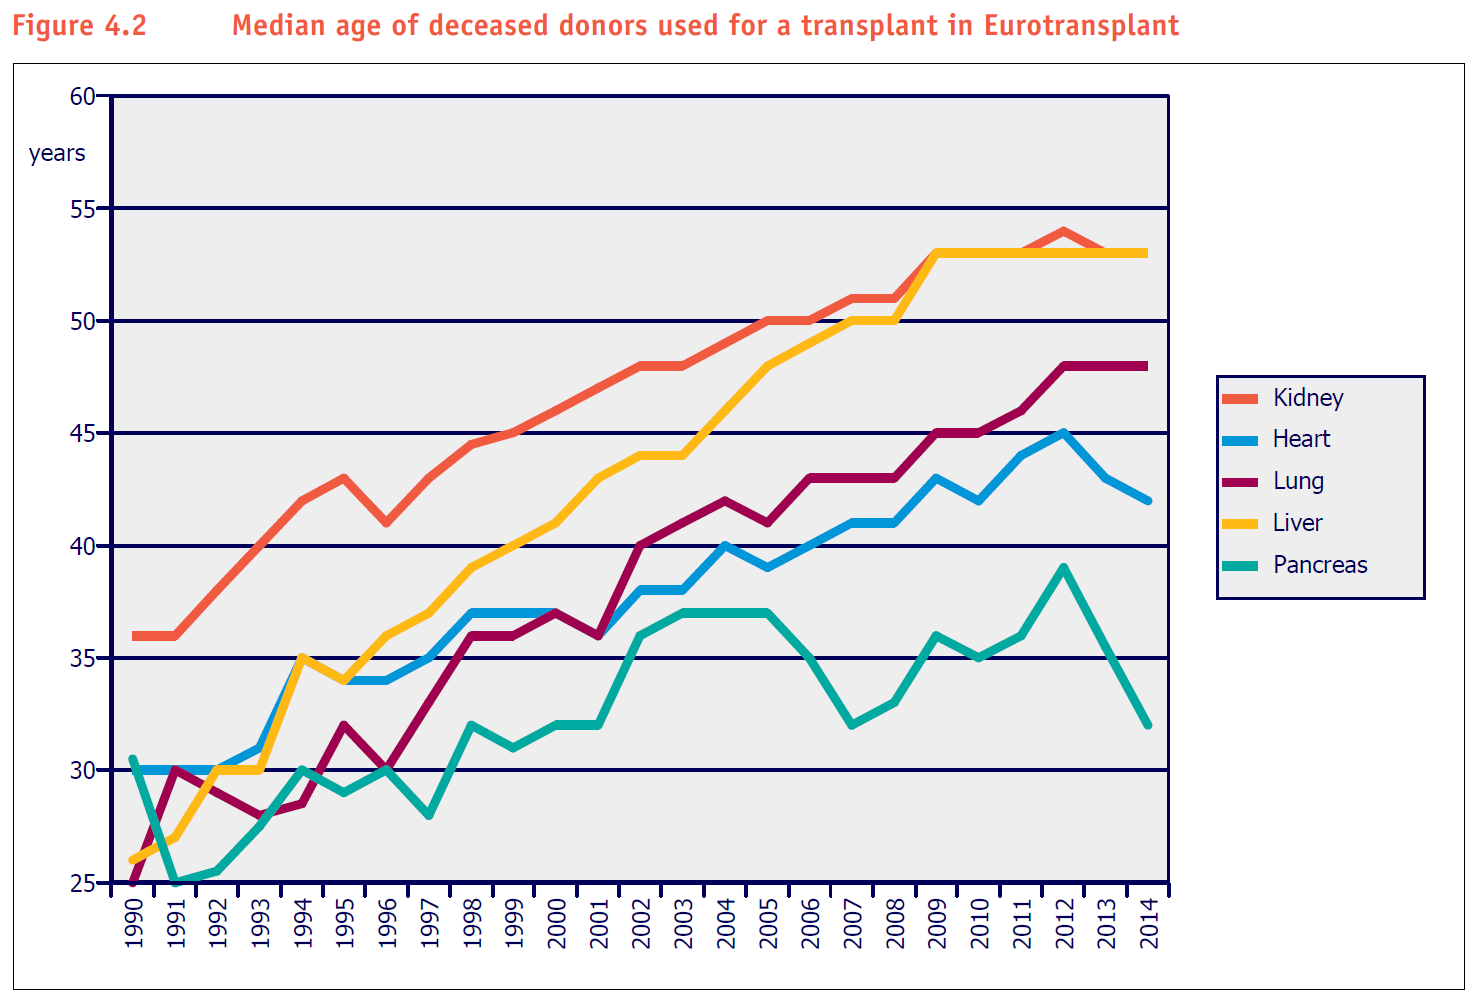 Figure 4.2 Median age of deceased donors used for a transplant in Eurotransplant
60
years
55
50
45
40
35
30
25
1990 1991 1992 1993 1994 1995 1996 1997 1998 1999 2000 2001 2002 2003 2004 2005 2006 2007 2008 2009 2010 2011 2012 2013 2014
Kidney
Heart
Lung
Liver
Pancreas